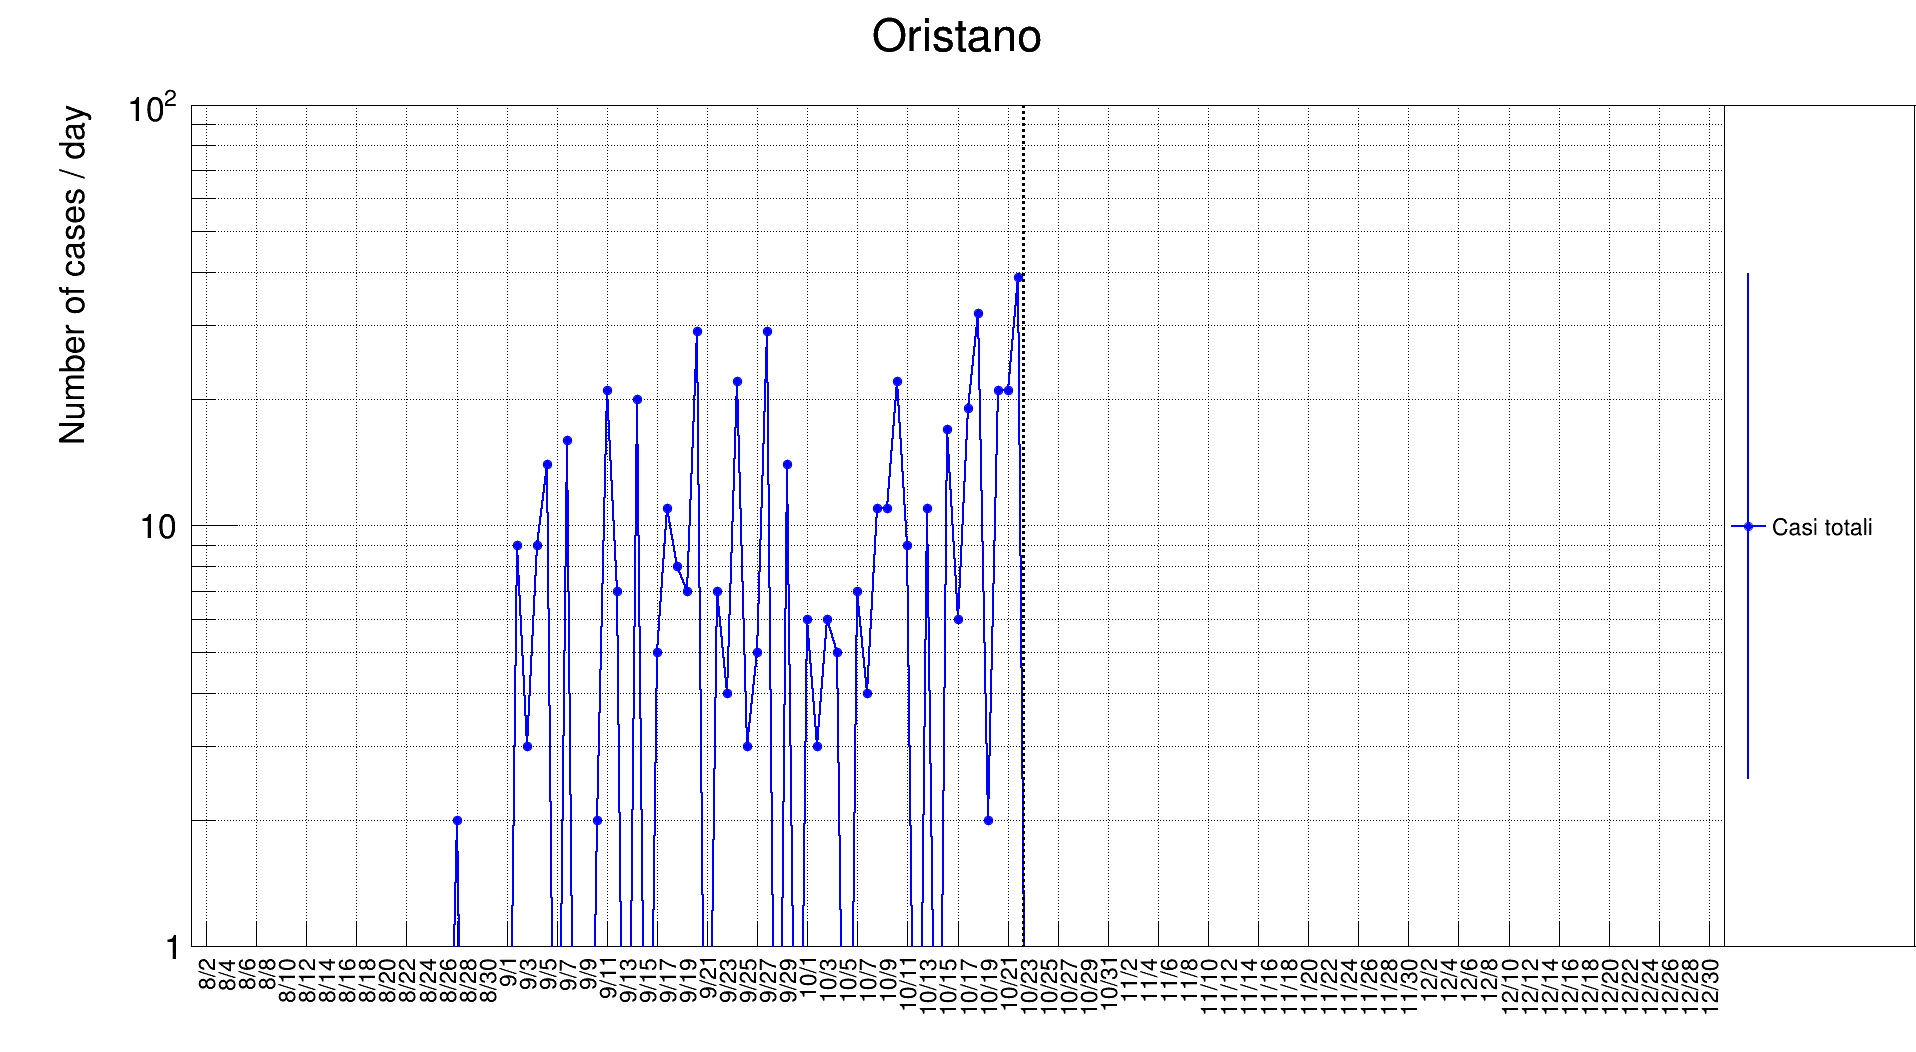 Oristano
Number of cases / day
10²
10
1
8/2 8/4 8/6 8/8 8/10 8/12 8/14 8/16 8/18 8/20 8/22 8/24 8/26 8/28 8/30 9/1 9/3 9/5 9/7 9/9 9/11 9/13 9/15 9/17 9/19 9/21 9/23 9/25 9/27 9/29 10/1 10/3 10/5 10/7 10/9 10/11 10/13 10/15 10/17 10/19 10/21 10/23 10/25 10/27 10/29 10/31 11/2 11/4 11/6 11/8 11/10 11/12 11/14 11/16 11/18 11/20 11/22 11/24 11/26 11/28 11/30 12/2 12/4 12/6 12/8 12/10 12/12 12/14 12/16 12/18 12/20 12/22 12/24 12/26 12/28 12/30
Casi totali